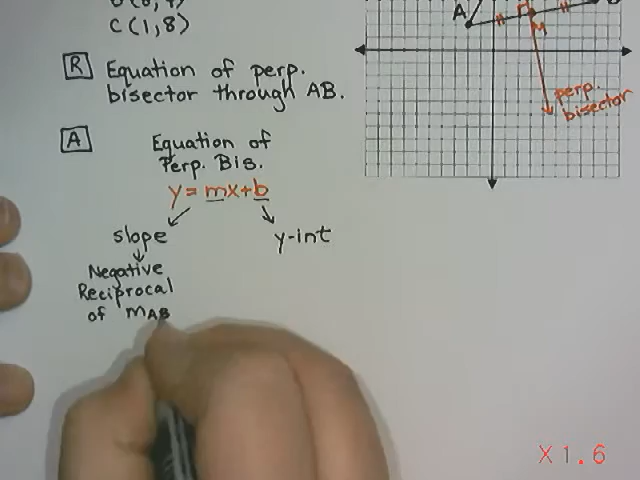 C (1,8)
R Equation of perp.
bisector through AB.
A Equation of
Perp. Bis.
y = mx+b
slope
y-int
Negative
Reciprocal
of mAB
A
M
perp.
bisector
X1.6